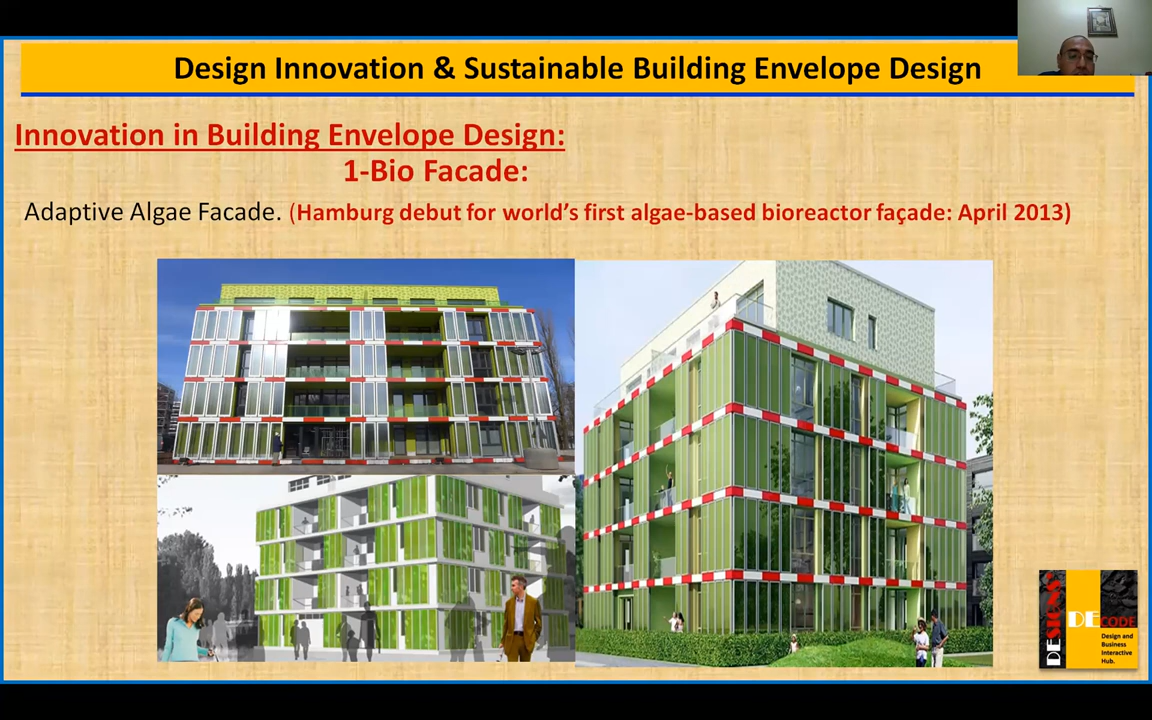 Design Innovation & Sustainable Building Envelope Design
Innovation in Building Envelope Design:
1-Bio Facade:
Adaptive Algae Facade. (Hamburg debut for world’s first algae-based bioreactor façade: April 2013)
DESIGNS
DECODE
Design and
Business
Interactive
Hub.